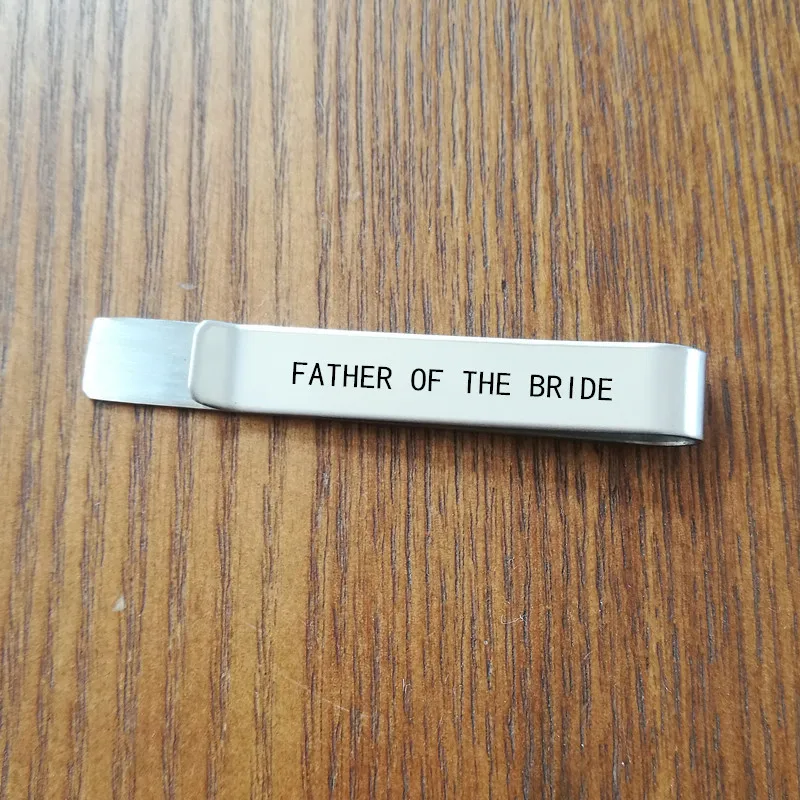 FATHER OF THE BRIDE